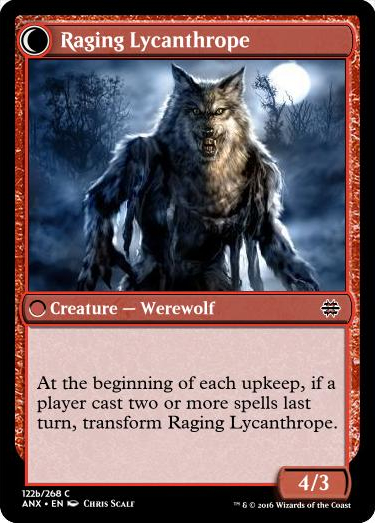 Raging Lycanthrope
Creature — Werewolf
At the beginning of each upkeep, if a
player cast two or more spells last
turn, transform Raging Lycanthrope.
4/3
122b/268 C
ANX • EN Chris Scalf
™ & © 2016 Wizards of the Coast